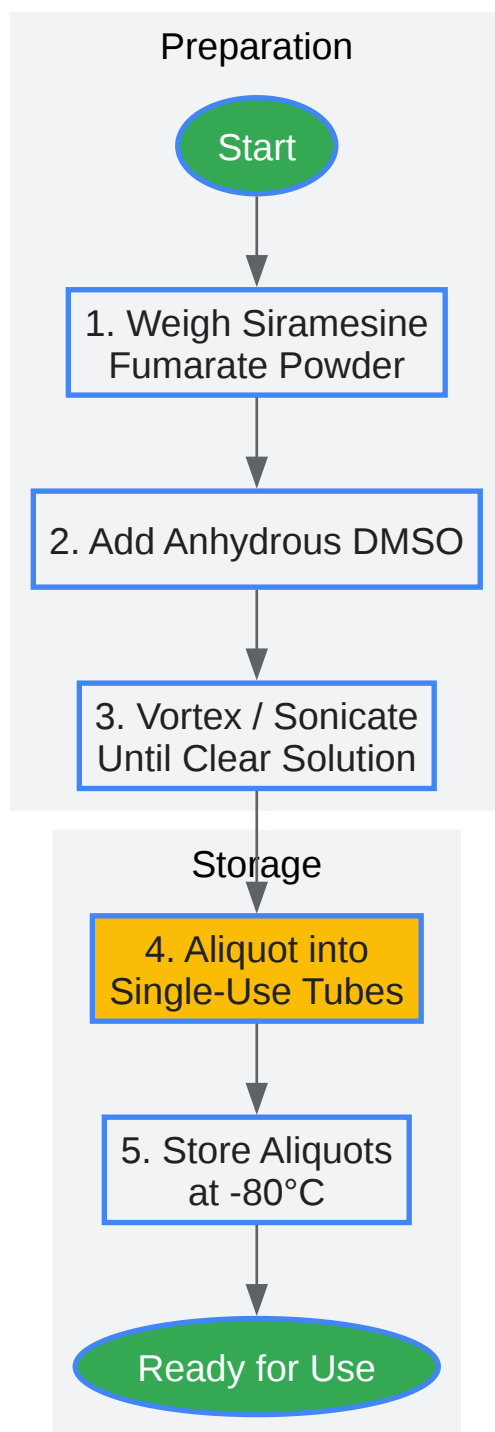 Preparation
Start
1. Weigh Siramesine
Fumarate Powder
2. Add Anhydrous DMSO
3. Vortex / Sonicate
Until Clear Solution
Storage
4. Aliquot into
Single-Use Tubes
5. Store Aliquots
at -80°C
Ready for Use